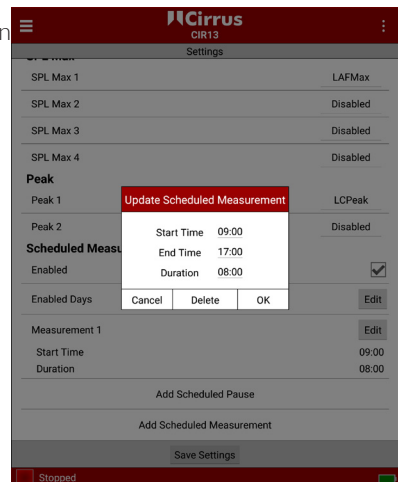 n
Cirrus
CIR13
Settings
SPL Max 1 LAFMax
SPL Max 2 Disabled
SPL Max 3 Disabled
SPL Max 4 Disabled
Peak
Peak 1 LCPeak
Peak 2 Disabled
Update Scheduled Measurement
Start Time 09:00
End Time 17:00
Duration 08:00
Cancel Delete OK
Scheduled Measu
Enabled
Enabled Days Edit
Measurement 1 Edit
Start Time 09:00
Duration 08:00
Add Scheduled Pause
Add Scheduled Measurement
Save Settings
Stopped